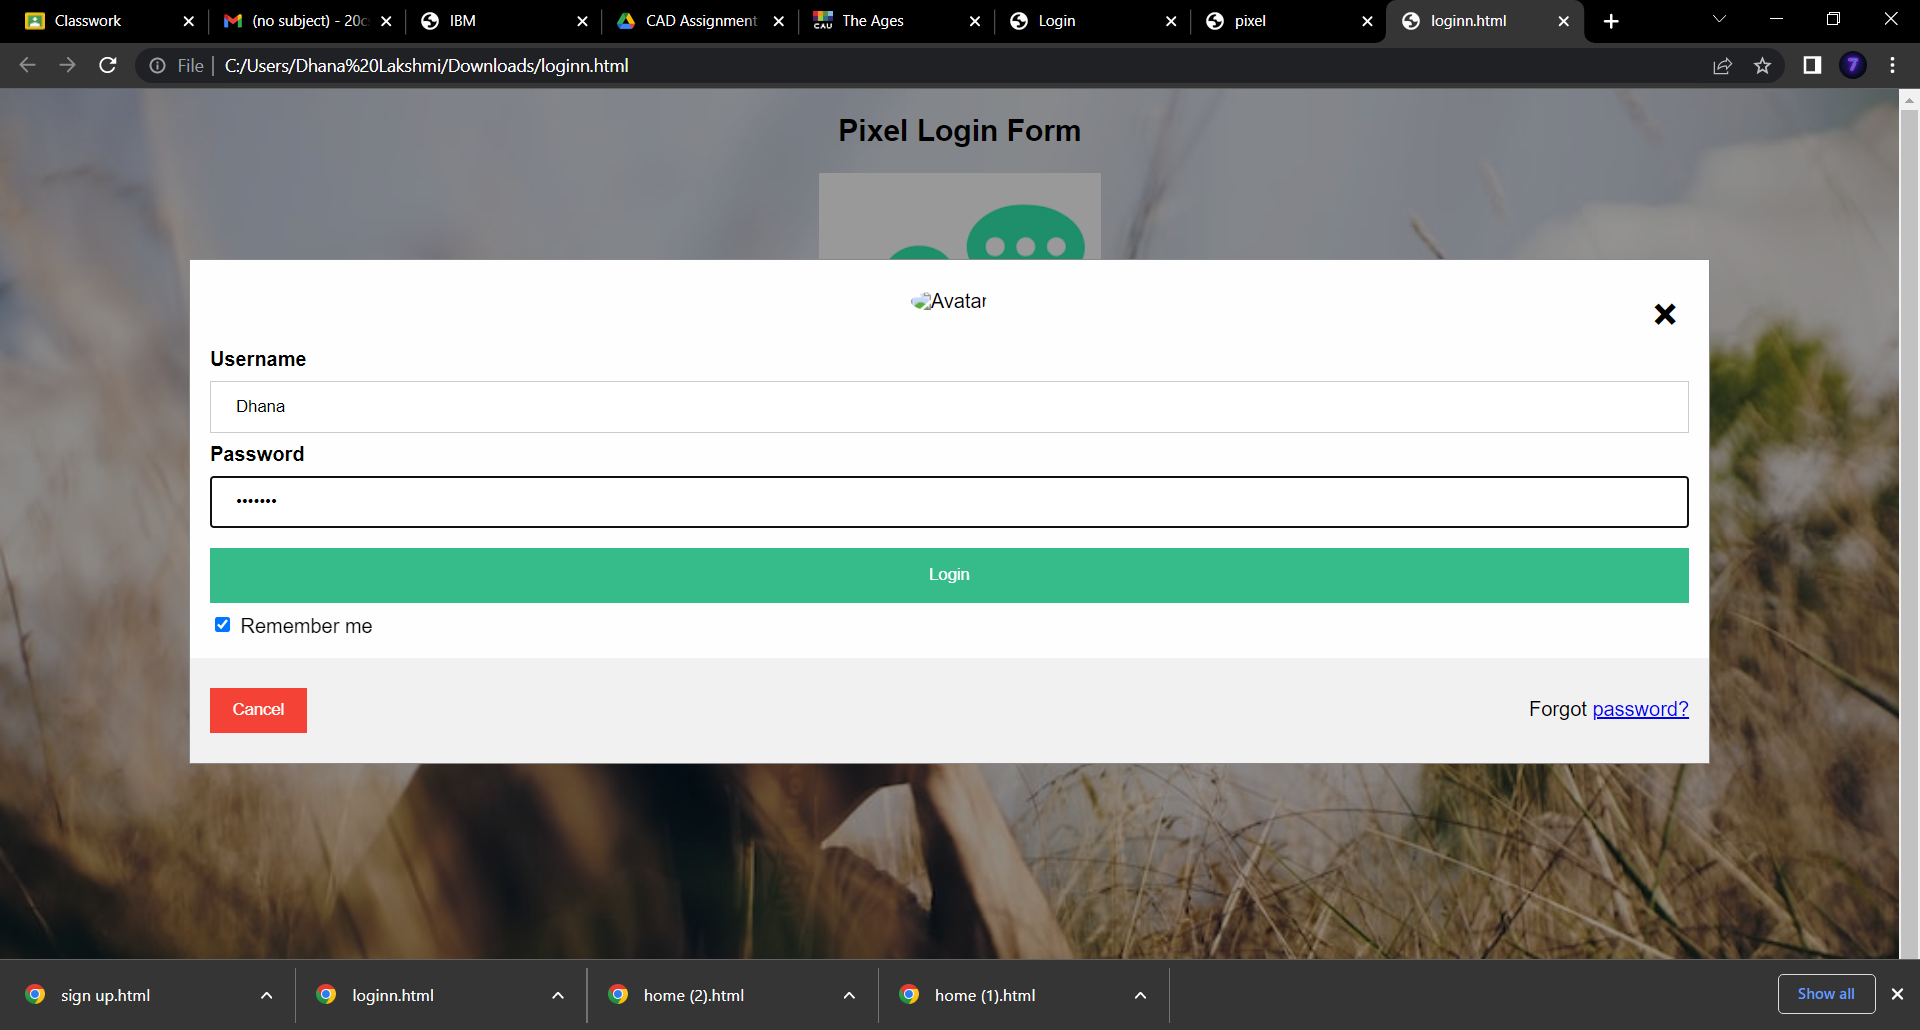 Classwork
(no subject) - 20c
IBM
CAD Assignment
The Ages
Login
pixel
loginn.html
File
C:/Users/Dhana%20Lakshmi/Downloads/loginn.html
7
Pixel Login Form
Avatar
Username
Dhana
Password
•••••••
Login
Remember me
Cancel
Forgot password?
sign up.html
loginn.html
home (2).html
home (1).html
Show all